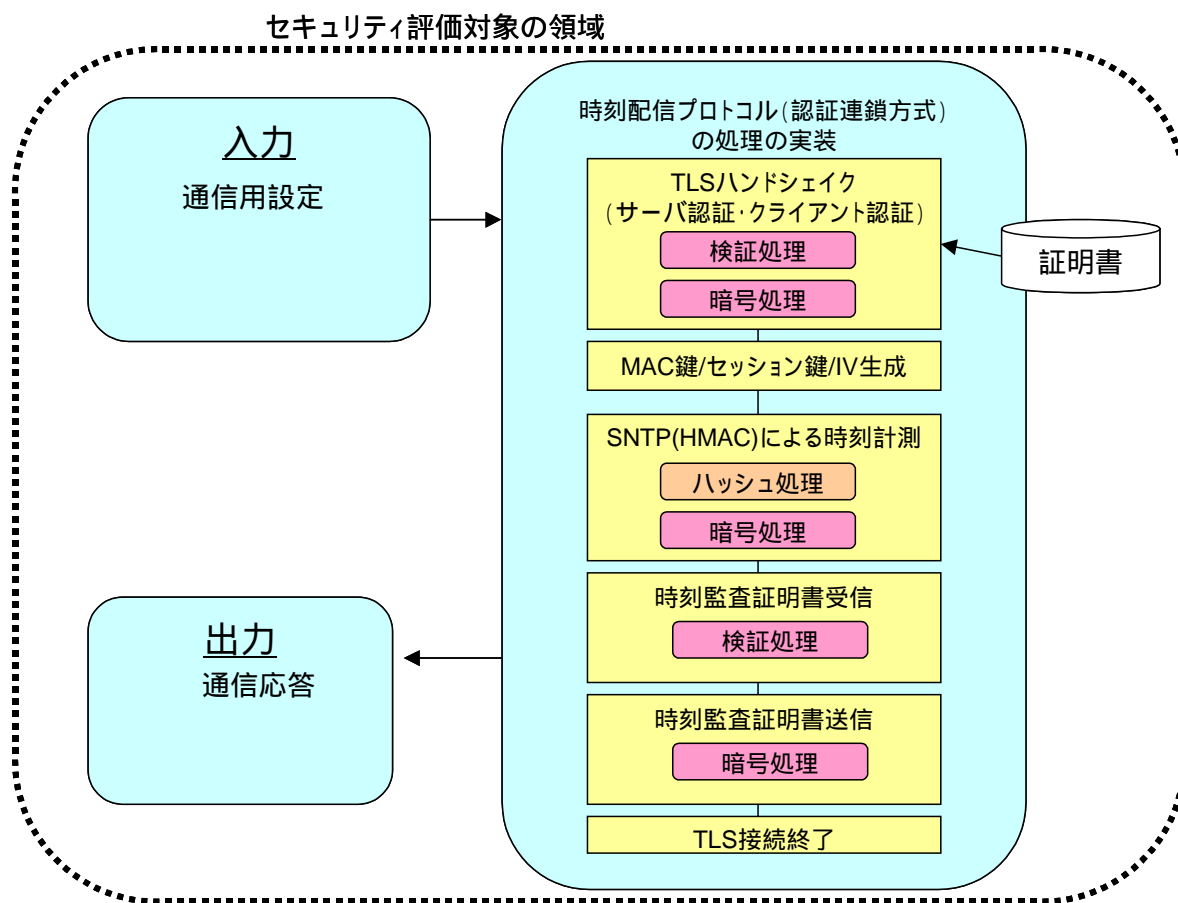 セキュリティ評価対象の領域
入力
通信用設定
時刻配信プロトコル(認証連鎖方式)
の処理の実装
TLSハンドシェイク
(サーバ認証・クライアント認証)
検証処理
暗号処理
証明書
MAC鍵/セッション鍵/IV生成
SNTP(HMAC)による時刻計測
ハッシュ処理
暗号処理
時刻監査証明書受信
検証処理
出力
通信応答
時刻監査証明書送信
暗号処理
TLS接続終了